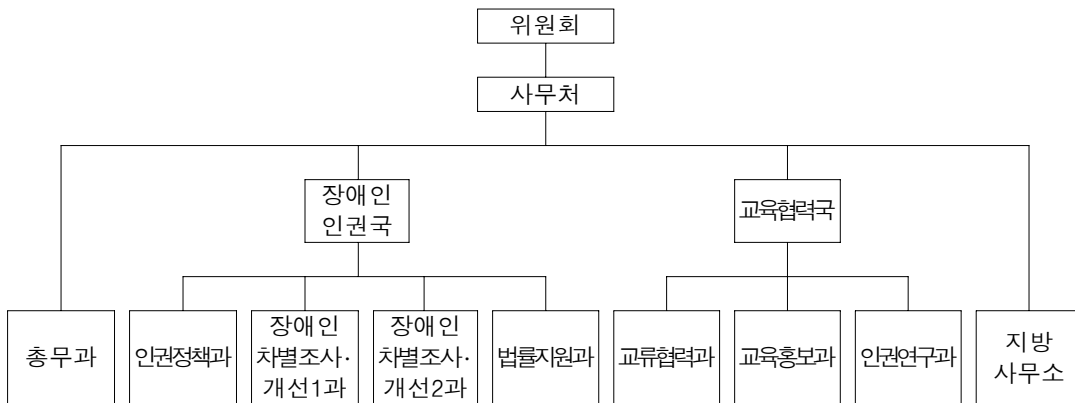 위원회
사무처
장애인
인권국
교육협력국
총무과
인권정책과
장애인
차별조사·
개선1과
장애인
차별조사·
개선2과
법률지원과
교류협력과
교육홍보과
인권연구과
지방
사무소